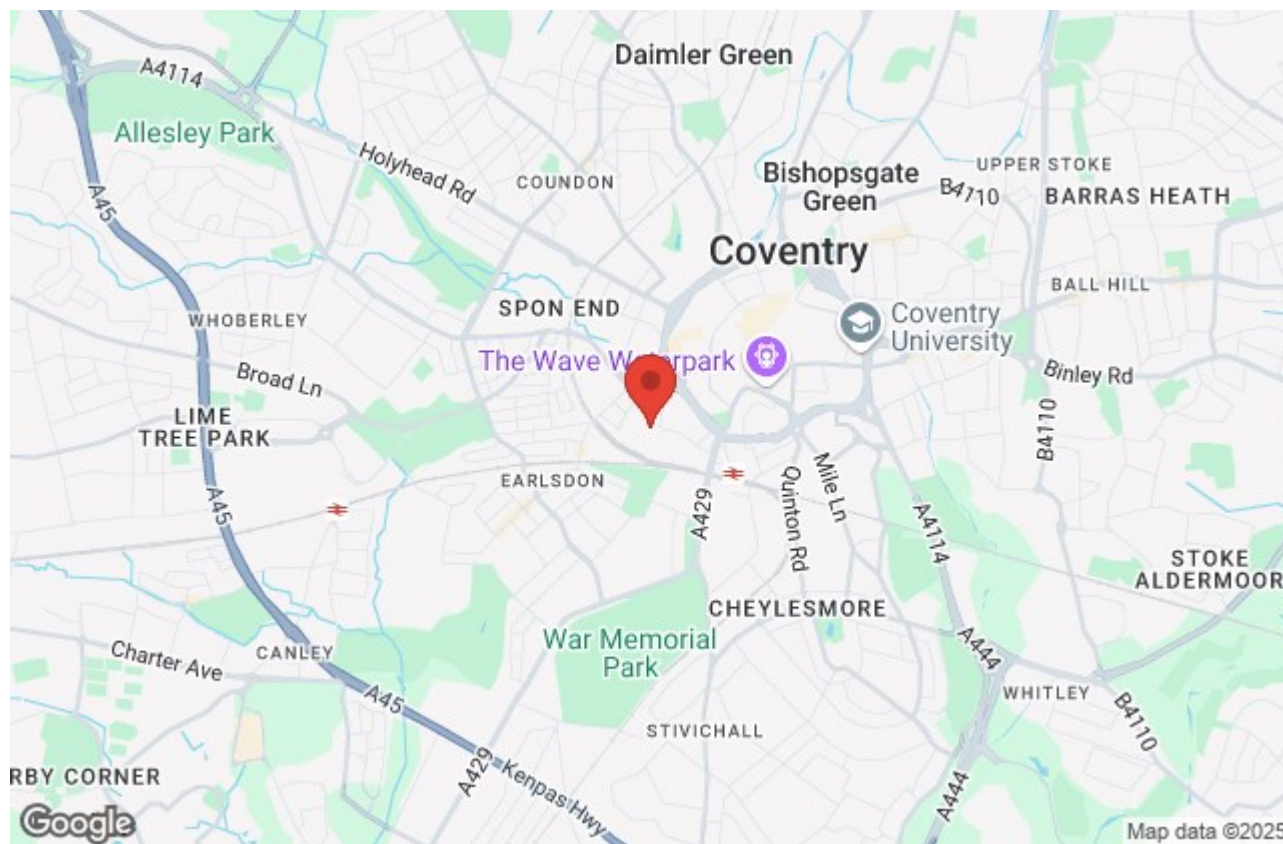 Daimler Green
A4114
Allesley Park
Holyhead Rd
COUNDON
Bishopsgate
Green
UPPER STOKE
B4110
BARRAS HEATH
A45
Coventry
BALL HILL
SPON END
WHOBERLEY
Coventry
University
The Wave Waterpark
Broad Ln
Binley Rd
LIME
TREE PARK
B4110
EARLSDON
A45
A429
Quinton Rd
Mile Ln
A4114
STOKE
ALDERMOOR
CHEYLESMORE
War Memorial
Park
Charter Ave
CANLEY
A45
A444
WHITLEY
B4110
STIVICHALL
RBY CORNER
A429
Kenpas Hwy
A444
Google
Map data ©2025